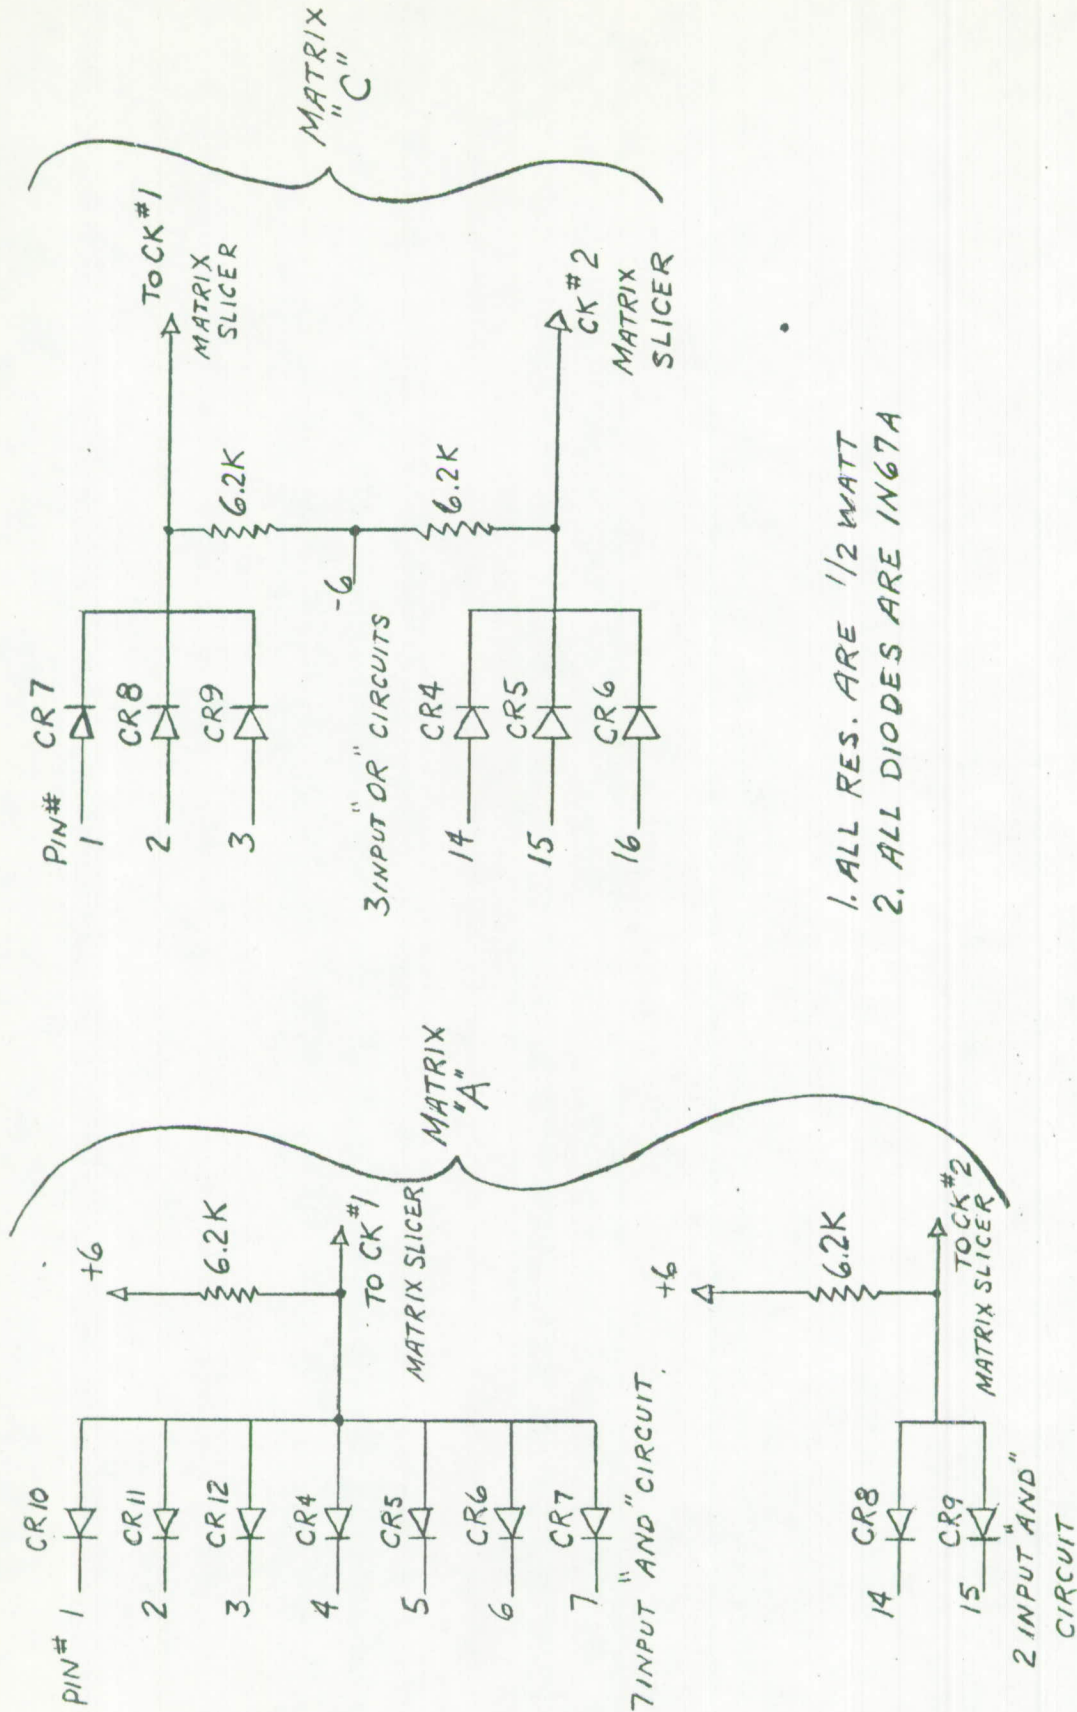 PIN#
1 CR10
2 CR11
3 CR12
4 CR4
5 CR5
6 CR6
7 CR7
+6
6.2K
TO CK#1
MATRIX SLICER
7 INPUT "AND" CIRCUIT.
MATRIX
"A"
+6
6.2K
14 CR8
15 CR9
TO CK#2
MATRIX SLICER
2 INPUT "AND"
CIRCUIT
PIN#
1 CR7
2 CR8
3 CR9
TO CK#1
MATRIX
SLICER
6.2K
-6
3 INPUT "OR" CIRCUITS
6.2K
14 CR4
15 CR5
16 CR6
CK#2
MATRIX
SLICER
MATRIX
"C"
1. ALL RES. ARE 1/2 WATT
2. ALL DIODES ARE IN67A